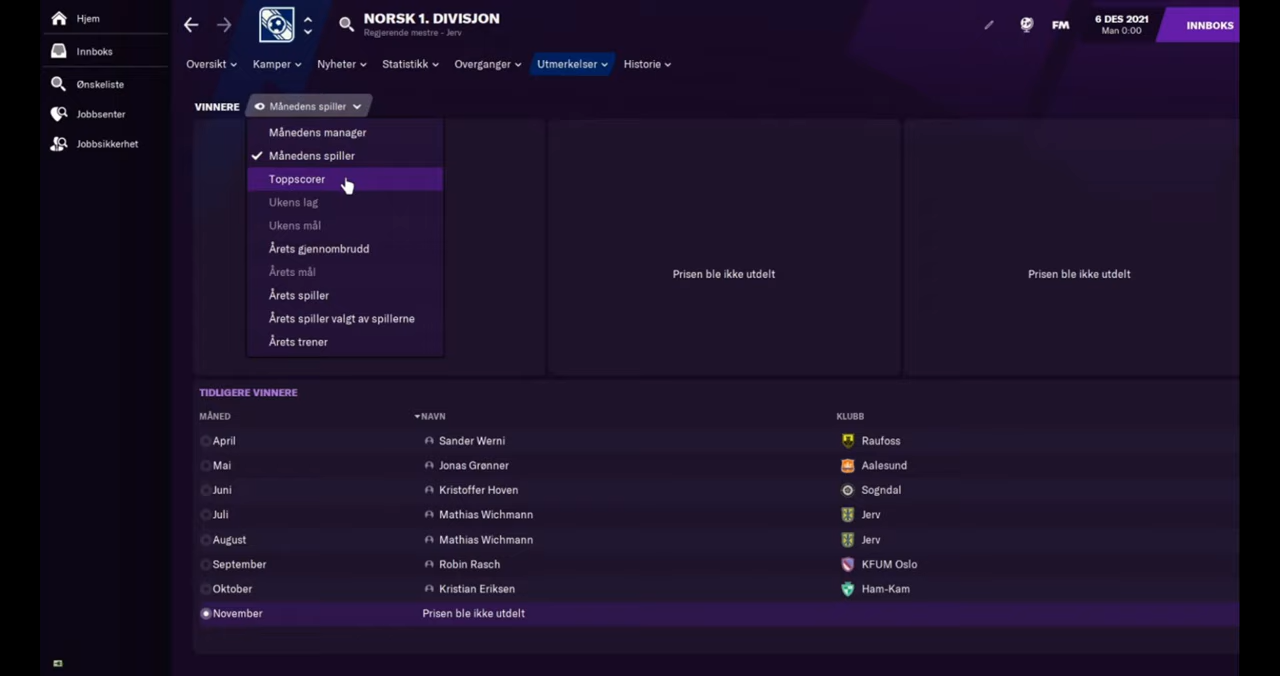 Hjem
Innboks
Ønskeliste
Jobbsenter
Jobbsikkerhet
NORSK 1. DIVISJON
Regjerende mestre - Jerv
FM
6 DES 2021
Man 0:00
INNBOKS
Oversikt Kamper Nyheter Statistikk Overganger Utmerkelser Historie
VINNERE Månedens spiller
Månedens manager
Månedens spiller
Toppscorer
Ukens lag
Ukens mål
Årets gjennombrudd
Årets mål
Årets spiller
Årets spiller valgt av spillerne
Årets trener
Prisen ble ikke utdelt Prisen ble ikke utdelt
TIDLIGERE VINNERE
MÅNED NAVN KLUBB
April Sander Werni Raufoss
Mai Jonas Grønner Aalesund
Juni Kristoffer Hoven Sogndal
Juli Mathias Wichmann Jerv
August Mathias Wichmann Jerv
September Robin Rasch KFUM Oslo
Oktober Kristian Eriksen Ham-Kam
November Prisen ble ikke utdelt